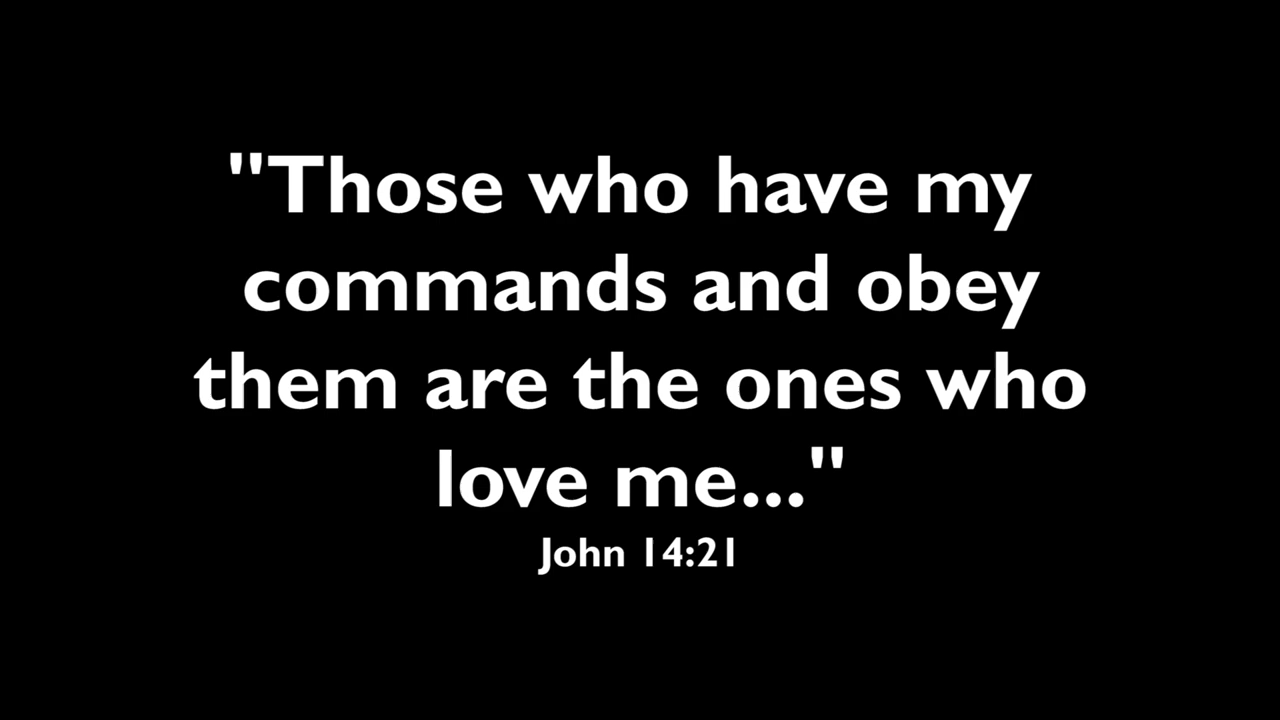 "Those who have my
commands and obey
them are the ones who
love me..."
John 14:21